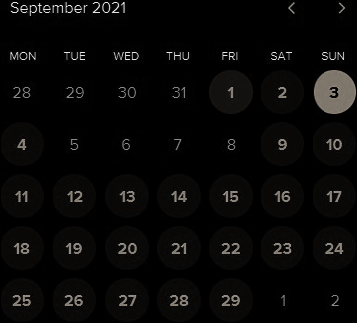 September 2021
MON TUE WED THU FRI SAT SUN
28 29 30 31 1 2 3
4 5 6 7 8 9 10
11 12 13 14 15 16 17
18 19 20 21 22 23 24
25 26 27 28 29 1 2